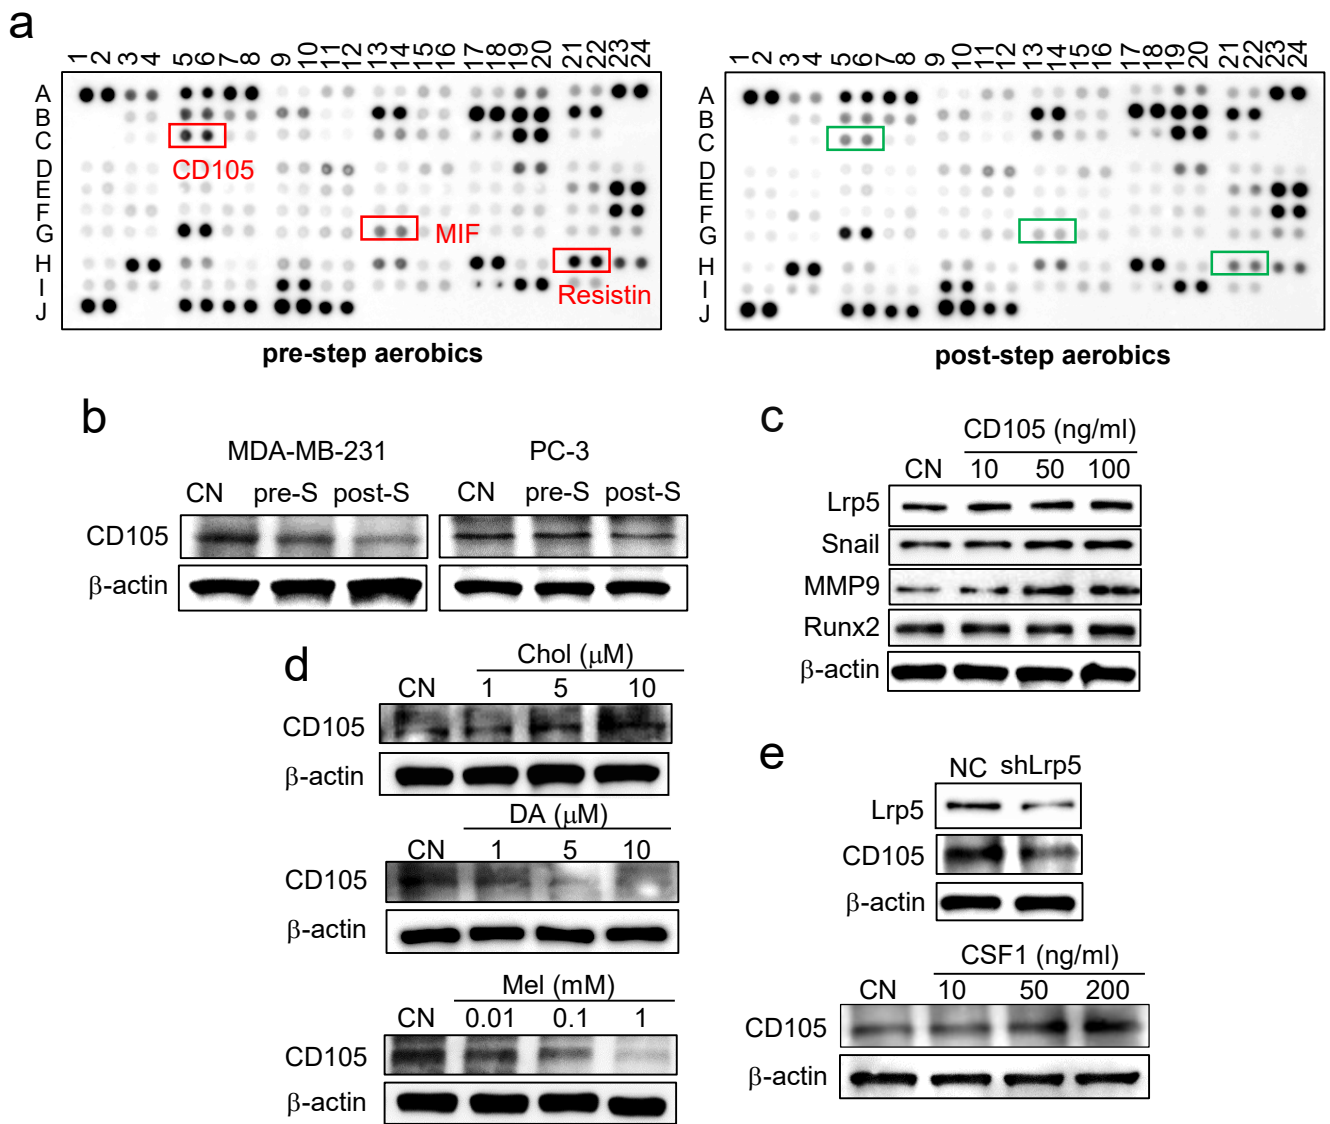 a
1 2 3 4 5 6 7 8 9 10 11 12 13 14 15 16 17 18 19 20 21 22 23 24
A
B
C
D
E
F
G
H
I
J
CD105
MIF
Resistin
pre-step aerobics
1 2 3 4 5 6 7 8 9 10 11 12 13 14 15 16 17 18 19 20 21 22 23 24
A
B
C
D
E
F
G
H
I
J
post-step aerobics
b
MDA-MB-231 PC-3
CN pre-S post-S CN pre-S post-S
CD105
β-actin
c
CD105 (ng/ml)
CN 10 50 100
Lrp5
Snail
MMP9
Runx2
β-actin
d
Chol (μM)
CN 1 5 10
CD105
β-actin
DA (μM)
CN 1 5 10
CD105
β-actin
Mel (mM)
CN 0.01 0.1 1
CD105
β-actin
e
NC shLrp5
Lrp5
CD105
β-actin
CSF1 (ng/ml)
CN 10 50 200
CD105
β-actin